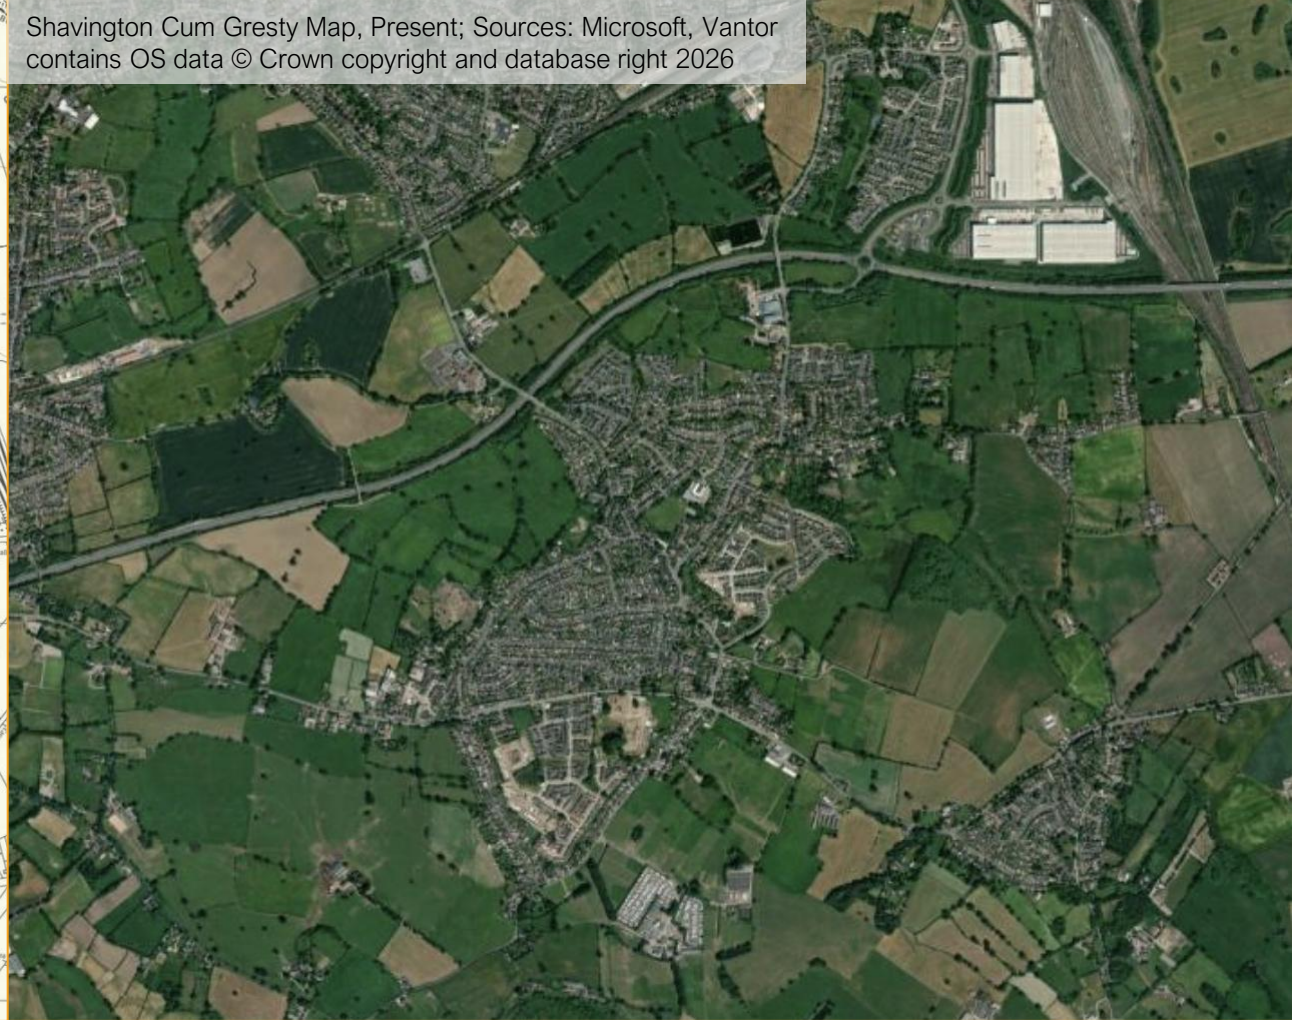 Shavington Cum Gresty Map, Present; Sources: Microsoft, Vantor
contains OS data © Crown copyright and database right 2026